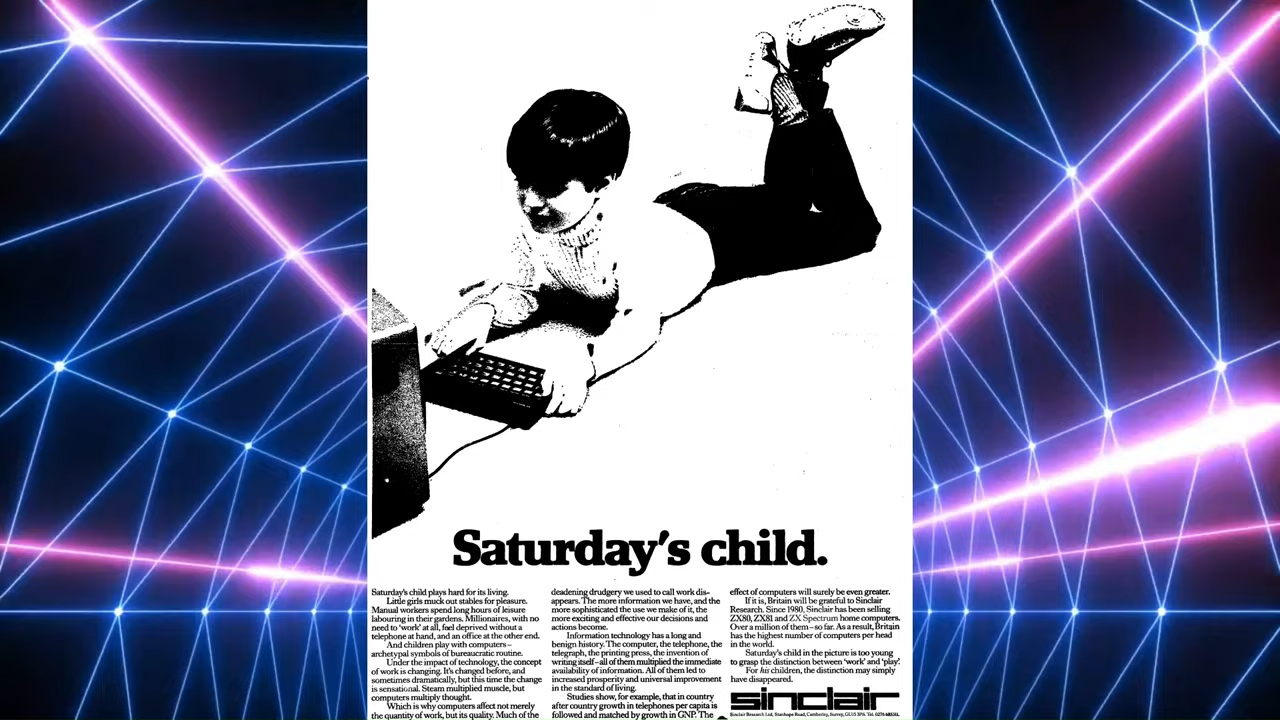 Saturday's child.
Saturday's child plays hard for its living.
Little girls muck out stables for pleasure.
Manual workers spend long hours of leisure
labouring in their gardens. Millionaires, with no
need to 'work' at all, feel deprived without a
telephone at hand, and an office at the other end.
And children play with computers–
archetypal symbols of bureaucratic routine.
Under the impact of technology, the concept
of work is changing. It's changed before, and
sometimes dramatically, but this time the change
is sensational. Steam multiplied muscle, but
computers multiply thought.
Which is why computers affect not merely
the quantity of work, but its quality. Much of the
deadening drudgery we used to call work dis-
appears. The more information we have, and the
more sophisticated the use we make of it, the
more exciting and effective our decisions and
actions become.
Information technology has a long and
benign history. The computer, the telephone, the
telegraph, the printing press, the invention of
writing itself–all of them multiplied the immediate
availability of information. All of them led to
increased prosperity and universal improvement
in the standard of living.
Studies show, for example, that in country
after country growth in telephones per capita is
followed and matched by growth in GNP. The
effect of computers will surely be even greater.
If it is, Britain will be grateful to Sinclair
Research. Since 1980, Sinclair has been selling
ZX80, ZX81 and ZX Spectrum home computers.
Over a million of them–so far. As a result, Britain
has the highest number of computers per head
in the world.
Saturday's child in the picture is too young
to grasp the distinction between 'work' and 'play'.
For his children, the distinction may simply
have disappeared.
sinclair
Sinclair Research Ltd, Stanhope Road, Camberley, Surrey, GU15 3PS. Tel: 0276 685311.